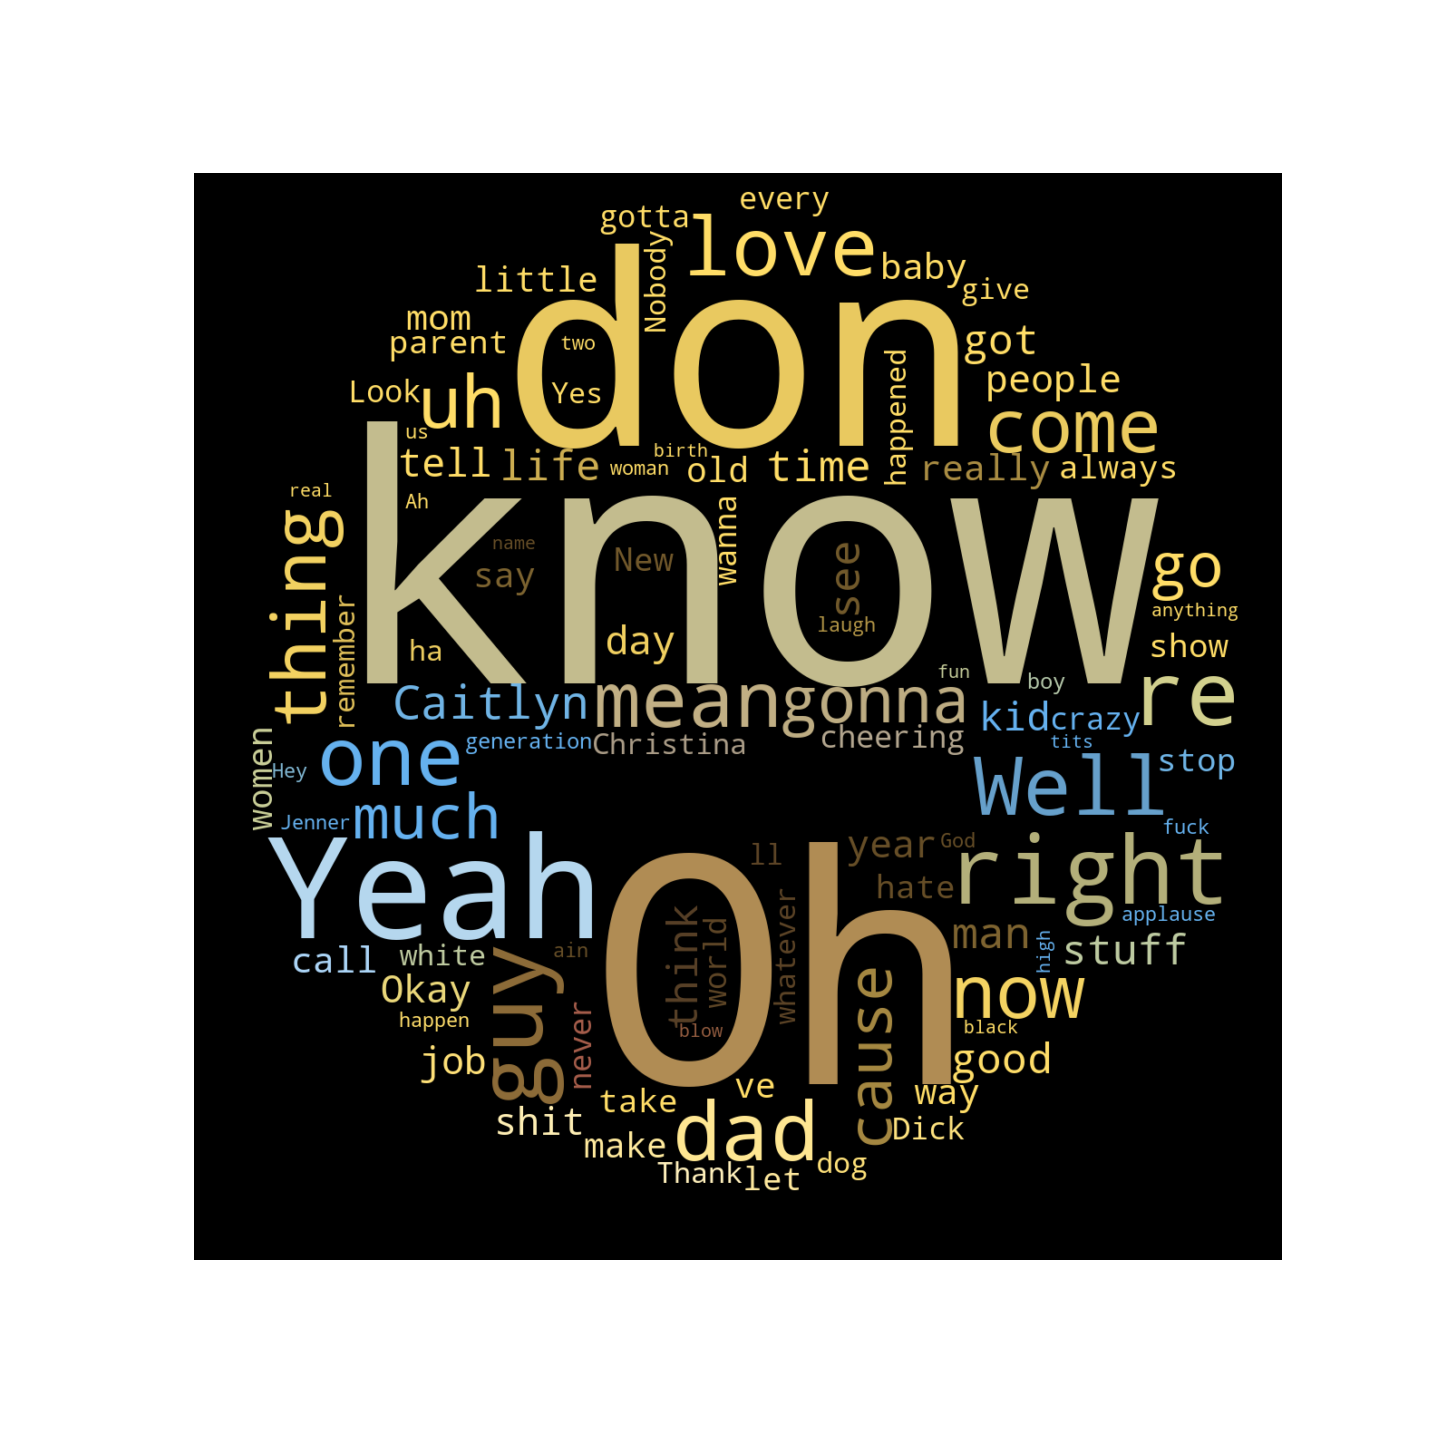 every
gotta
love
Nobody
baby
little
give
don
mom
parent
two
got
Yes
happened
people
Look
uh
come
us
tell
life
birth
woman
old
time
really
always
real
Ah
know
thing
name
say
New
wanna
see
laugh
go
anything
remember
ha
day
show
fun
boy
re
Caitlyn
mean
gonna
kid
crazy
generation
Christina
cheering
tits
women
Hey
one
Well
stop
Jenner
much
fuck
Yeah
Oh
ll
year
God
right
hate
applause
call
white
ain
think
world
whatever
man
high
stuff
Okay
guy
happen
never
blow
cause
now
black
job
good
take
ve
way
shit
make
dad
Dick
Thank
let
dog